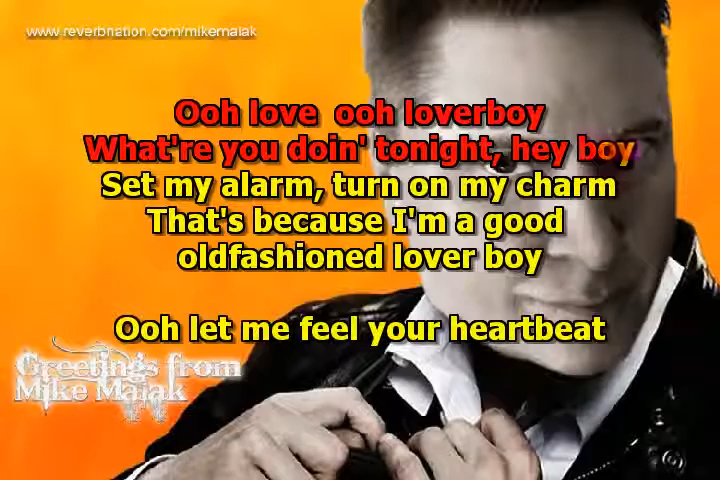 www.reverbnation.com/mikemalak
Ooh love ooh loverboy
What're you doin' tonight, hey boy
Set my alarm, turn on my charm
That's because I'm a good
oldfashioned lover boy
Ooh let me feel your heartbeat
Greetings from
Mike Malak